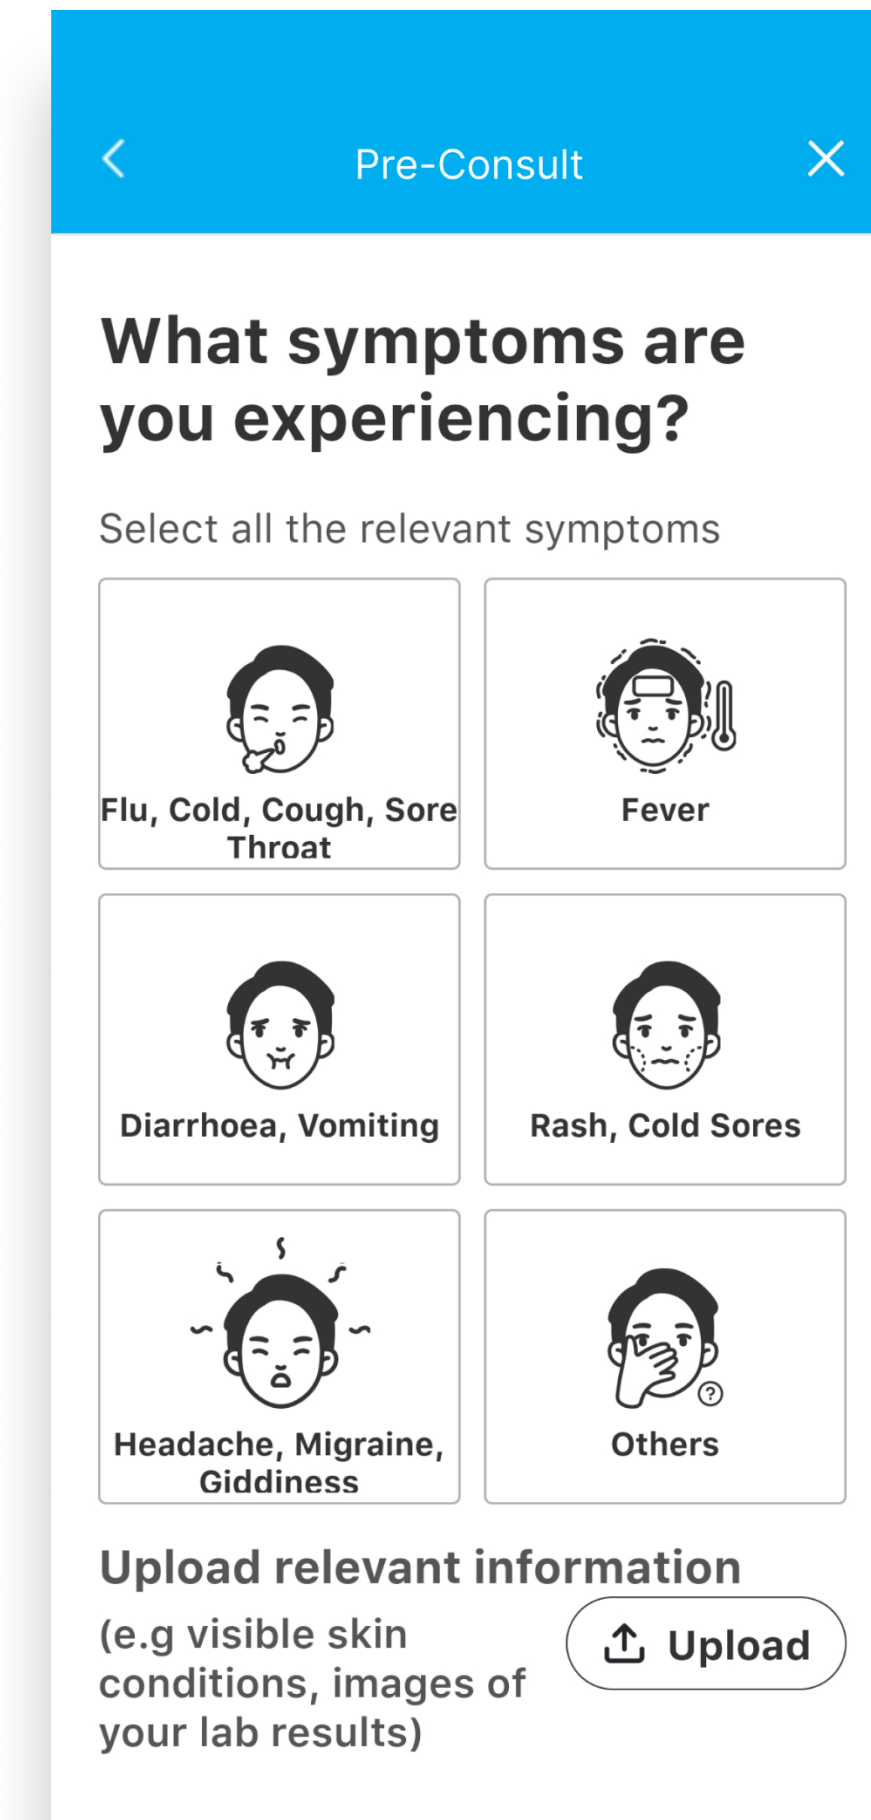 Pre-Consult
What symptoms are
you experiencing?
Select all the relevant symptoms
Flu, Cold, Cough, Sore
Throat
Fever
Diarrhoea, Vomiting
Rash, Cold Sores
Headache, Migraine,
Giddiness
Others
Upload relevant information
(e.g visible skin
conditions, images of
your lab results)
Upload